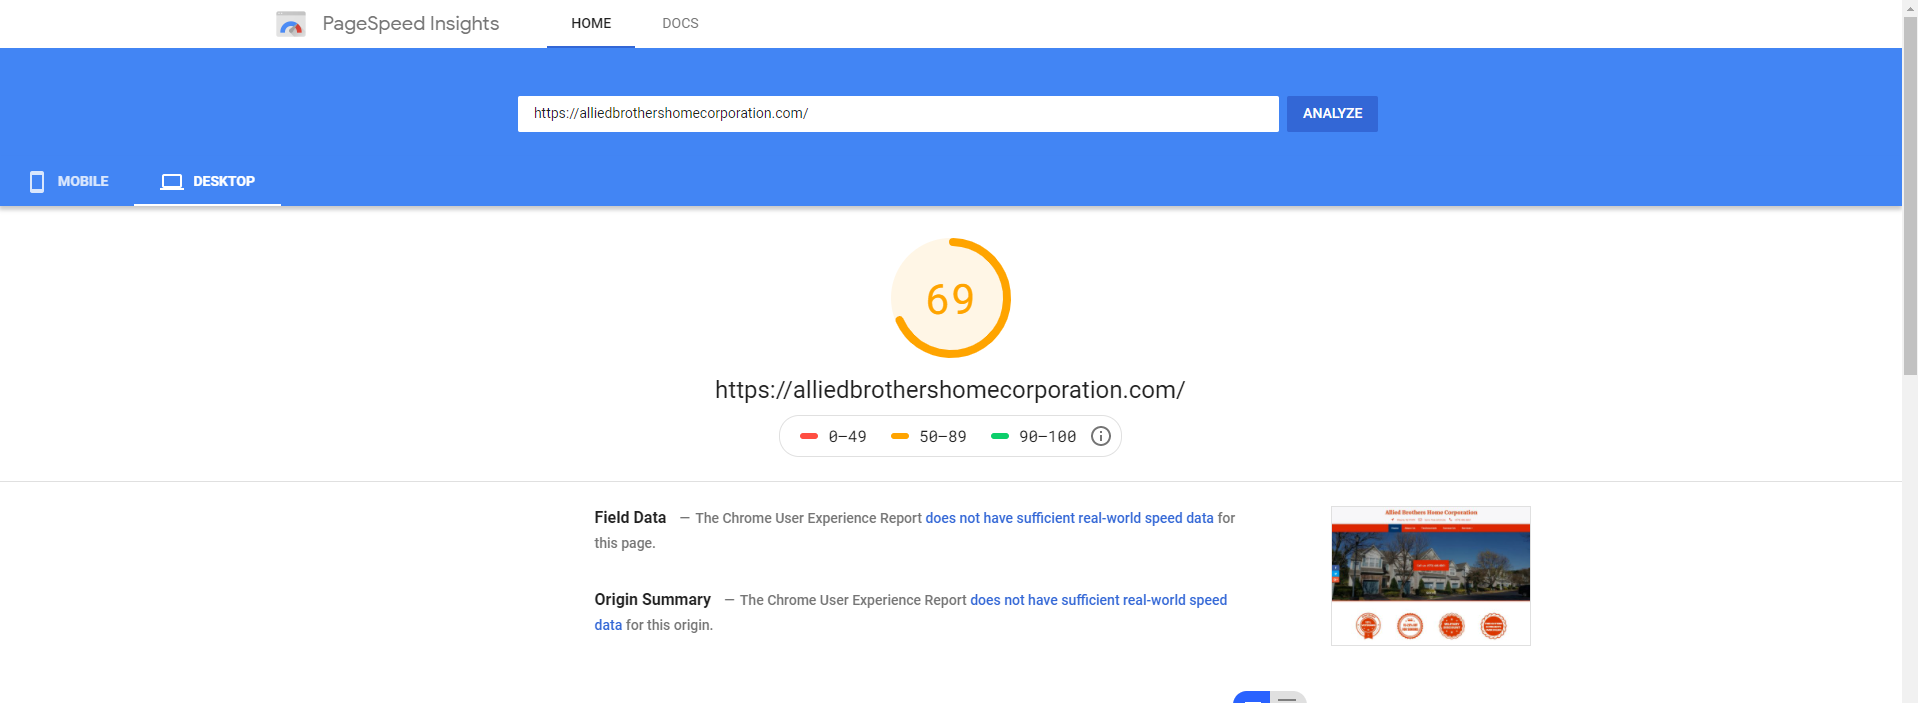 PageSpeed Insights
HOME
DOCS
https://alliedbrothershomecorporation.com/
ANALYZE
MOBILE
DESKTOP
69
https://alliedbrothershomecorporation.com/
0–49
50–89
90–100
Field Data — The Chrome User Experience Report does not have sufficient real-world speed data for
this page.
Origin Summary — The Chrome User Experience Report does not have sufficient real-world speed
data for this origin.
Allied Brothers Home Corporation